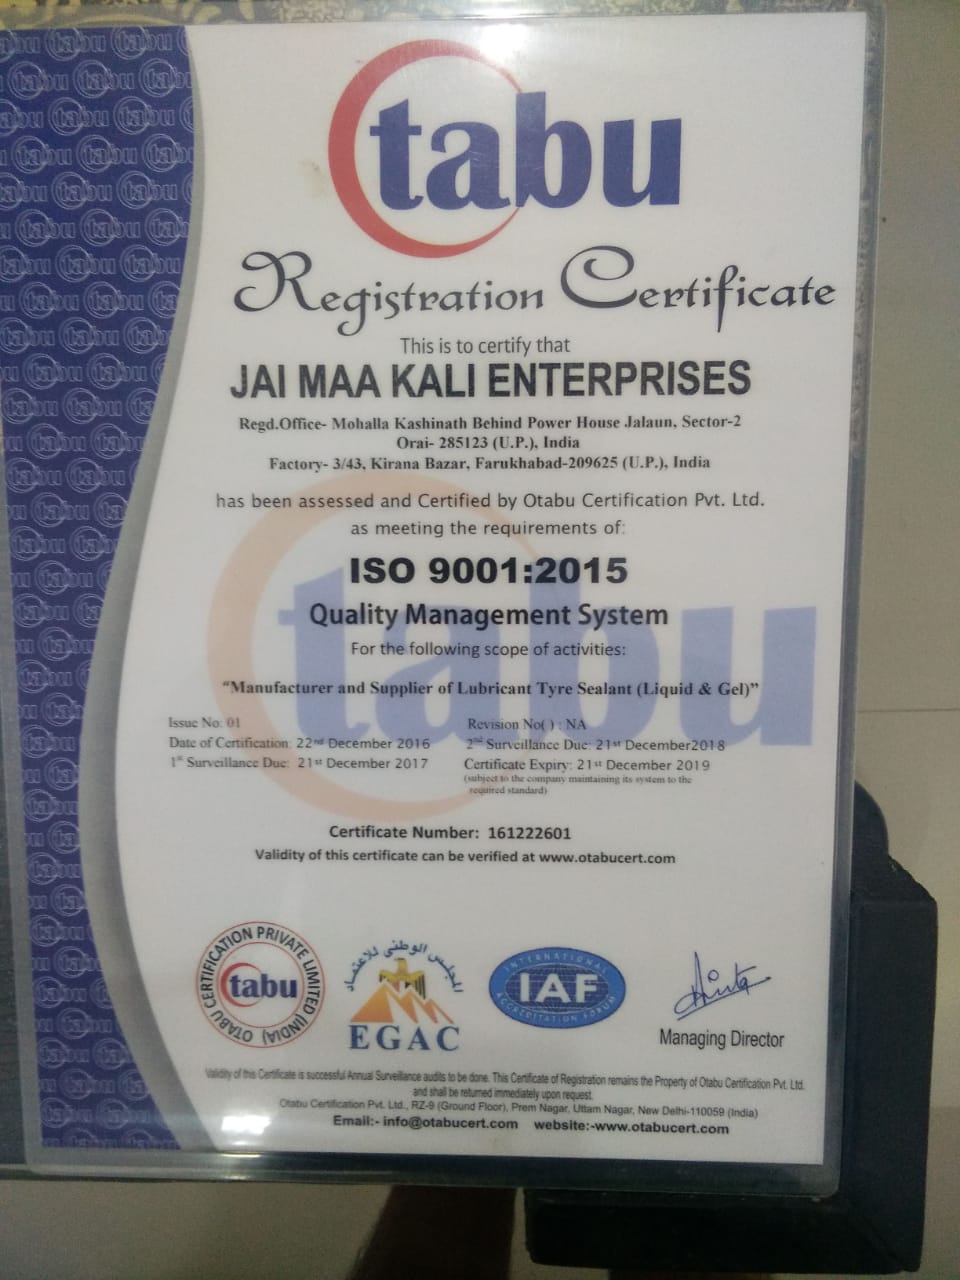 tabu
Registration Certificate
This is to certify that
JAI MAA KALI ENTERPRISES
Regd.Office- Mohalla Kashinath Behind Power House Jalaun, Sector-2
Orai- 285123 (U.P.), India
Factory- 3/43, Kirana Bazar, Farukhabad-209625 (U.P.), India
has been assessed and Certified by Otabu Certification Pvt. Ltd.
as meeting the requirements of:
ISO 9001:2015
Quality Management System
For the following scope of activities:
“Manufacturer and Supplier of Lubricant Tyre Sealant (Liquid & Gel)”
Issue No: 01
Revision No( ) : NA
Date of Certification: 22nd December 2016
2nd Surveillance Due: 21st December2018
1st Surveillance Due: 21st December 2017
Certificate Expiry: 21st December 2019
(subject to the company maintaining its system to the
required standard)
Certificate Number: 161222601
Validity of this certificate can be verified at www.otabucert.com
OTABU CERTIFICATION PRIVATE LIMITED (INDIA)
tabu
المجلس الوطني للاعتماد
EGAC
INTERNATIONAL
IAF
ACCREDITATION FORUM
Managing Director
Validity of this Certificate is successful Annual Surveillance audits to be done. This Certificate of Registration remains the Property of Otabu Certification Pvt. Ltd.
and shall be returned immediately upon request.
Otabu Certification Pvt. Ltd., RZ-9 (Ground Floor), Prem Nagar, Uttam Nagar, New Delhi-110059 (India)
Email:- info@otabucert.com website:-www.otabucert.com